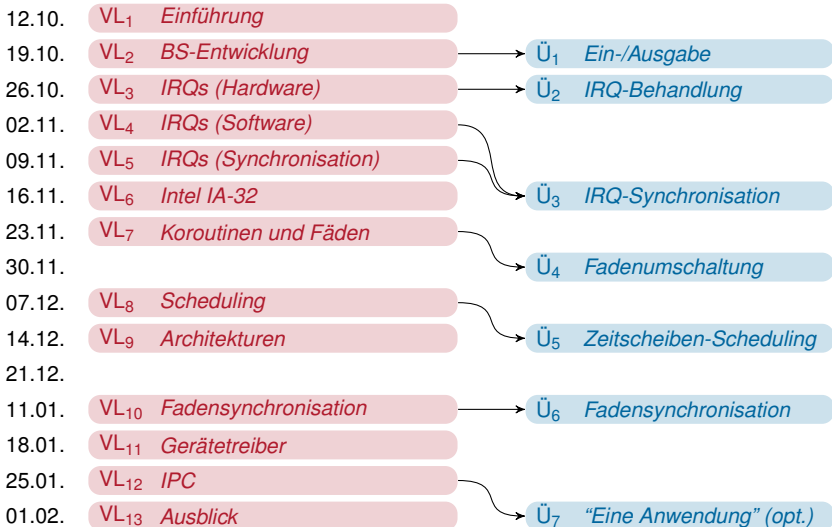 12.10. VL1 Einführung
19.10. VL2 BS-Entwicklung Ü1 Ein-/Ausgabe
26.10. VL3 IRQs (Hardware) Ü2 IRQ-Behandlung
02.11. VL4 IRQs (Software)
09.11. VL5 IRQs (Synchronisation)
16.11. VL6 Intel IA-32 Ü3 IRQ-Synchronisation
23.11. VL7 Koroutinen und Fäden
30.11. Ü4 Fadenumschaltung
07.12. VL8 Scheduling
14.12. VL9 Architekturen Ü5 Zeitscheiben-Scheduling
21.12.
11.01. VL10 Fadensynchronisation Ü6 Fadensynchronisation
18.01. VL11 Gerätetreiber
25.01. VL12 IPC
01.02. VL13 Ausblick Ü7 "Eine Anwendung" (opt.)